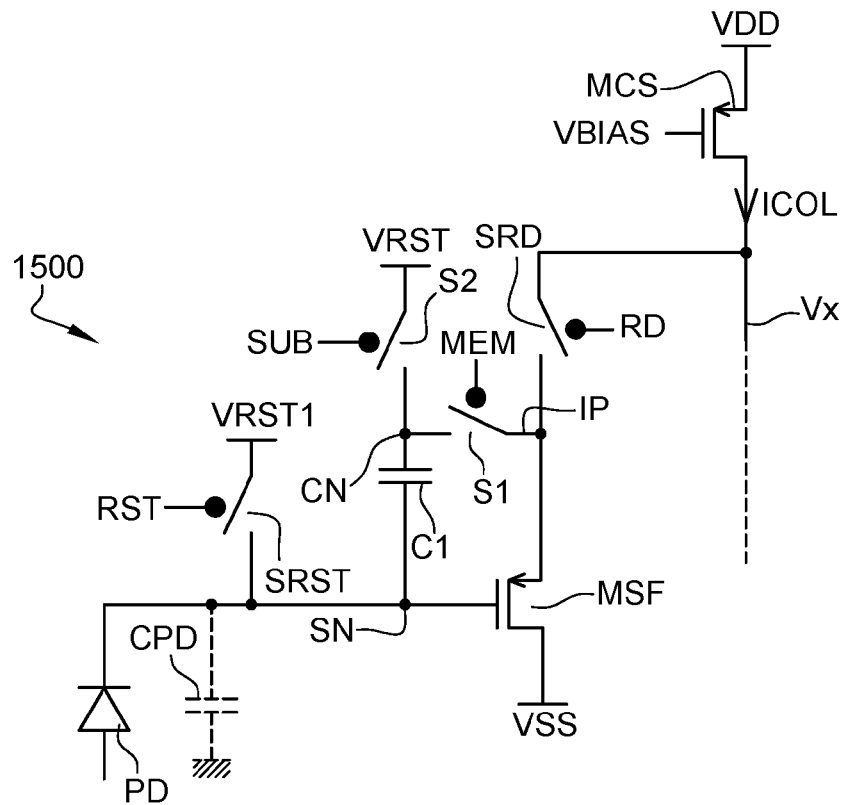 VDD
MCS
VBIAS
ICOL
VRST
SRD
1500
S2
Vx
SUB
MEM
RD
VRST1
IP
CN
S1
RST
C1
SRST
MSF
CPD
SN
VSS
PD